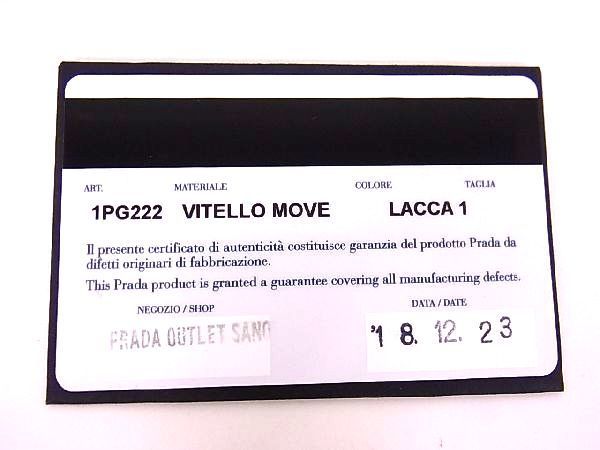 ART. MATERIALE COLORE TAGLIA
1PG222 VITELLO MOVE LACCA 1
Il presente certificato di autenticità costituisce garanzia del prodotto Prada da
difetti originari di fabbricazione.
This Prada product is granted a guarantee covering all manufacturing defects.
NEGOZIO / SHOP DATA / DATE
PRADA OUTLET SANO '1 8. 12. 23